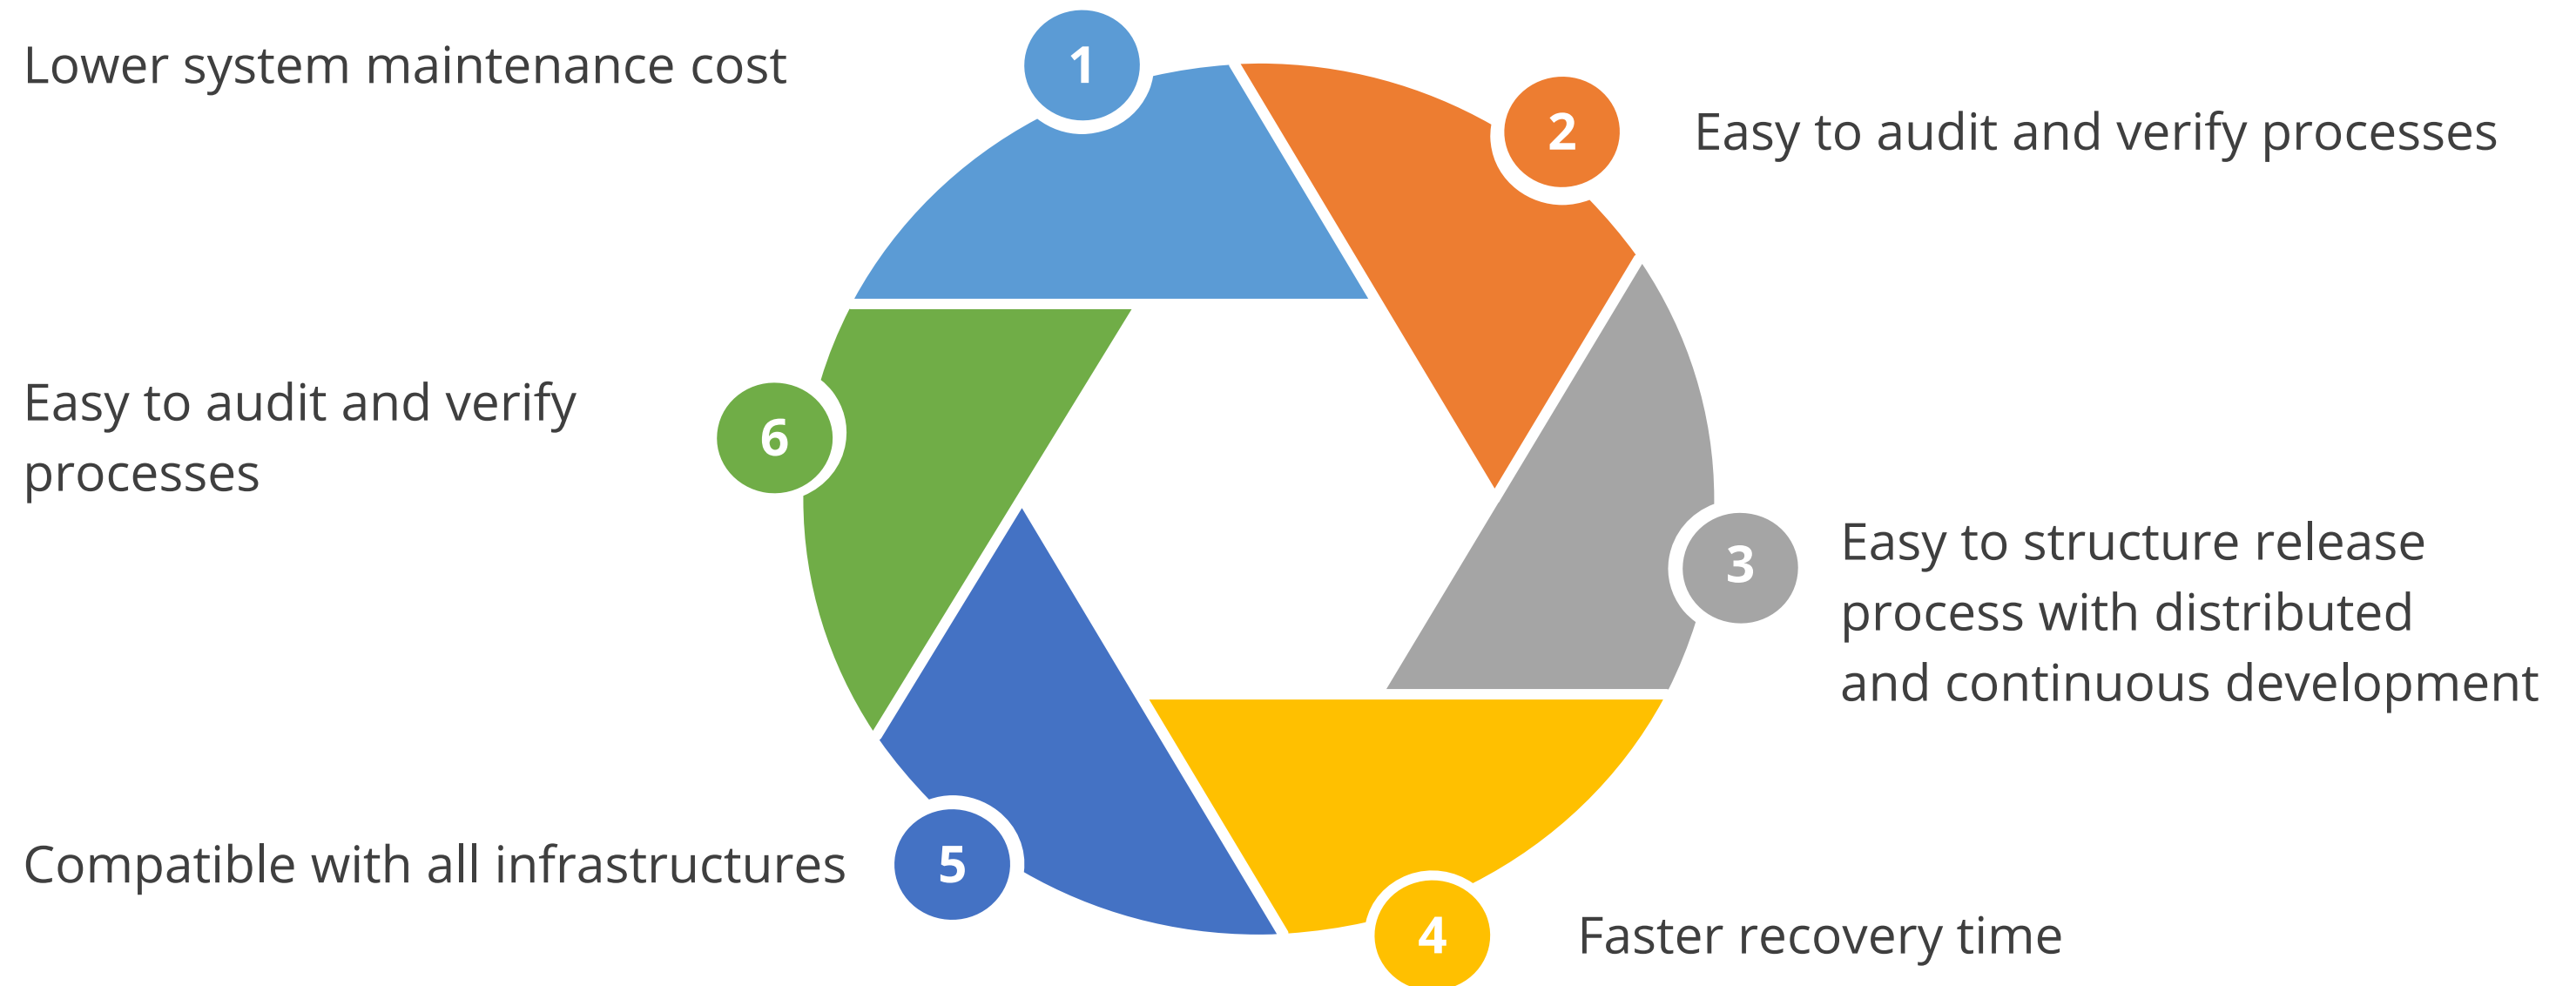 1
Lower system maintenance cost
2
Easy to audit and verify processes
3
Easy to structure release
process with distributed
and continuous development
4
Faster recovery time
5
Compatible with all infrastructures
6
Easy to audit and verify
processes